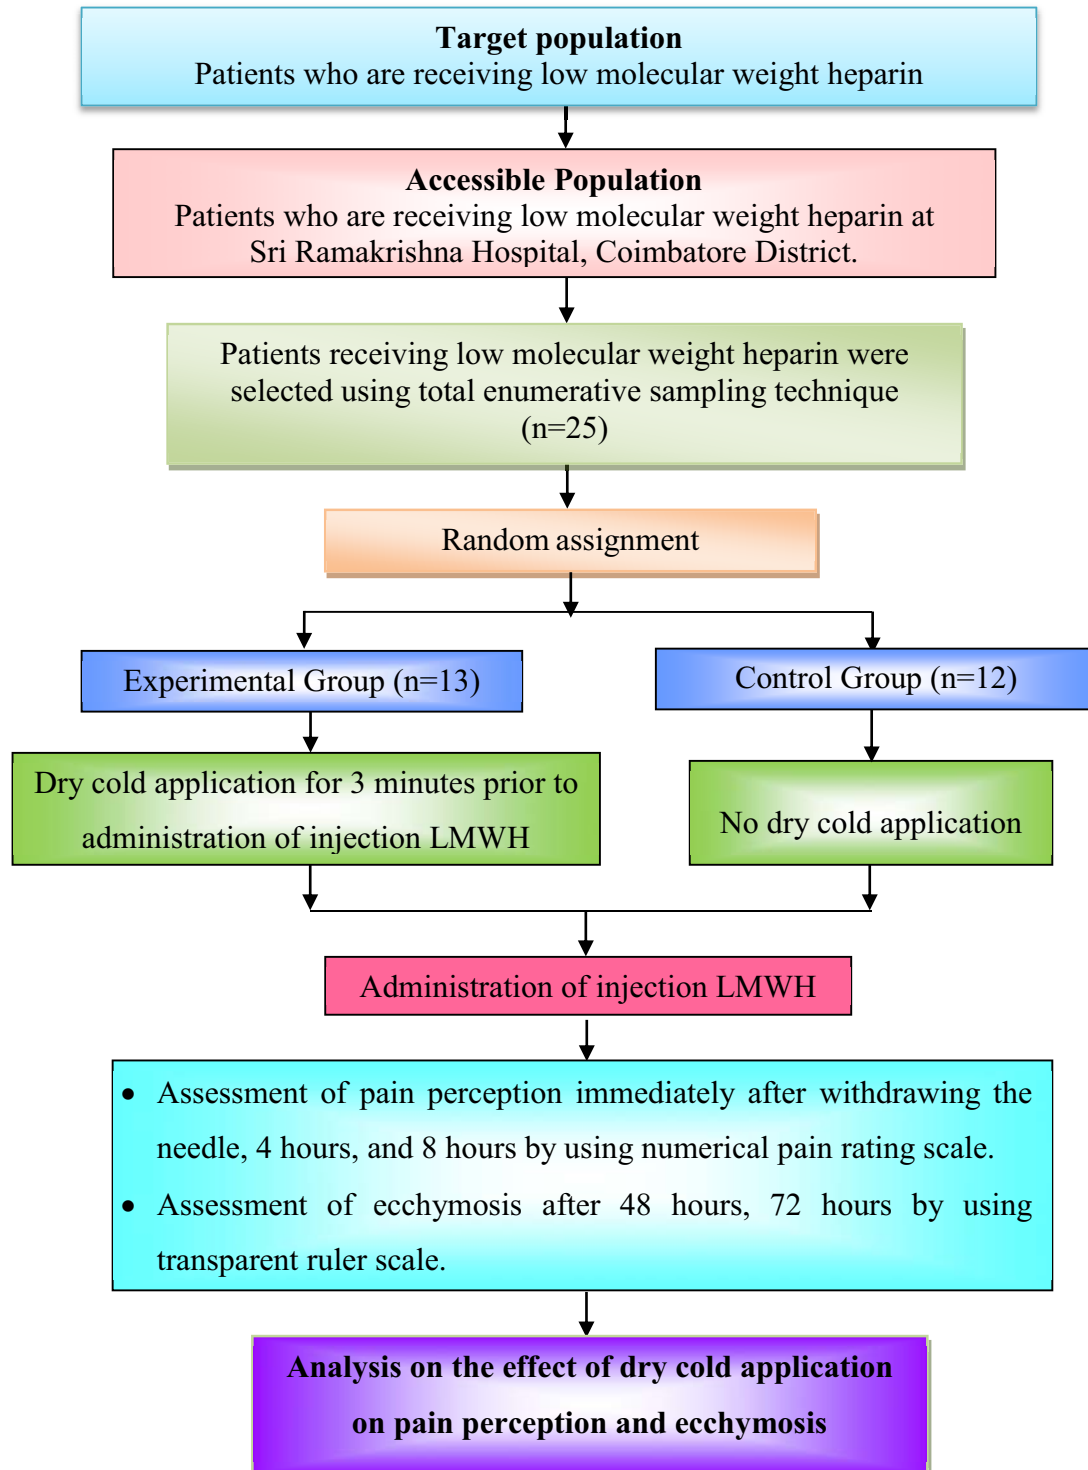 Target population
Patients who are receiving low molecular weight heparin
Accessible Population
Patients who are receiving low molecular weight heparin at
Sri Ramakrishna Hospital, Coimbatore District.
Patients receiving low molecular weight heparin were
selected using total enumerative sampling technique
(n=25)
Random assignment
Experimental Group (n=13)
Control Group (n=12)
Dry cold application for 3 minutes prior to
administration of injection LMWH
No dry cold application
Administration of injection LMWH
• Assessment of pain perception immediately after withdrawing the
needle, 4 hours, and 8 hours by using numerical pain rating scale.
• Assessment of ecchymosis after 48 hours, 72 hours by using
transparent ruler scale.
Analysis on the effect of dry cold application
on pain perception and ecchymosis